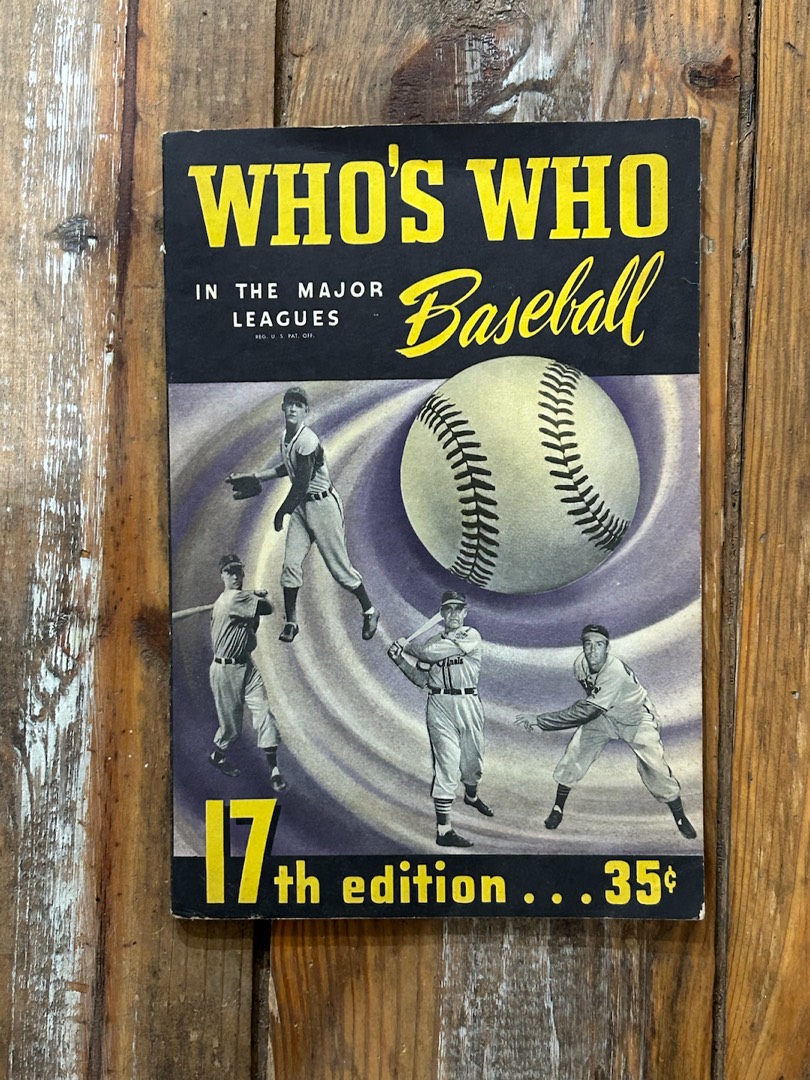 WHO'S WHO
IN THE MAJOR
LEAGUES
Baseball
REG. U. S. PAT. OFF.
17th edition...35¢